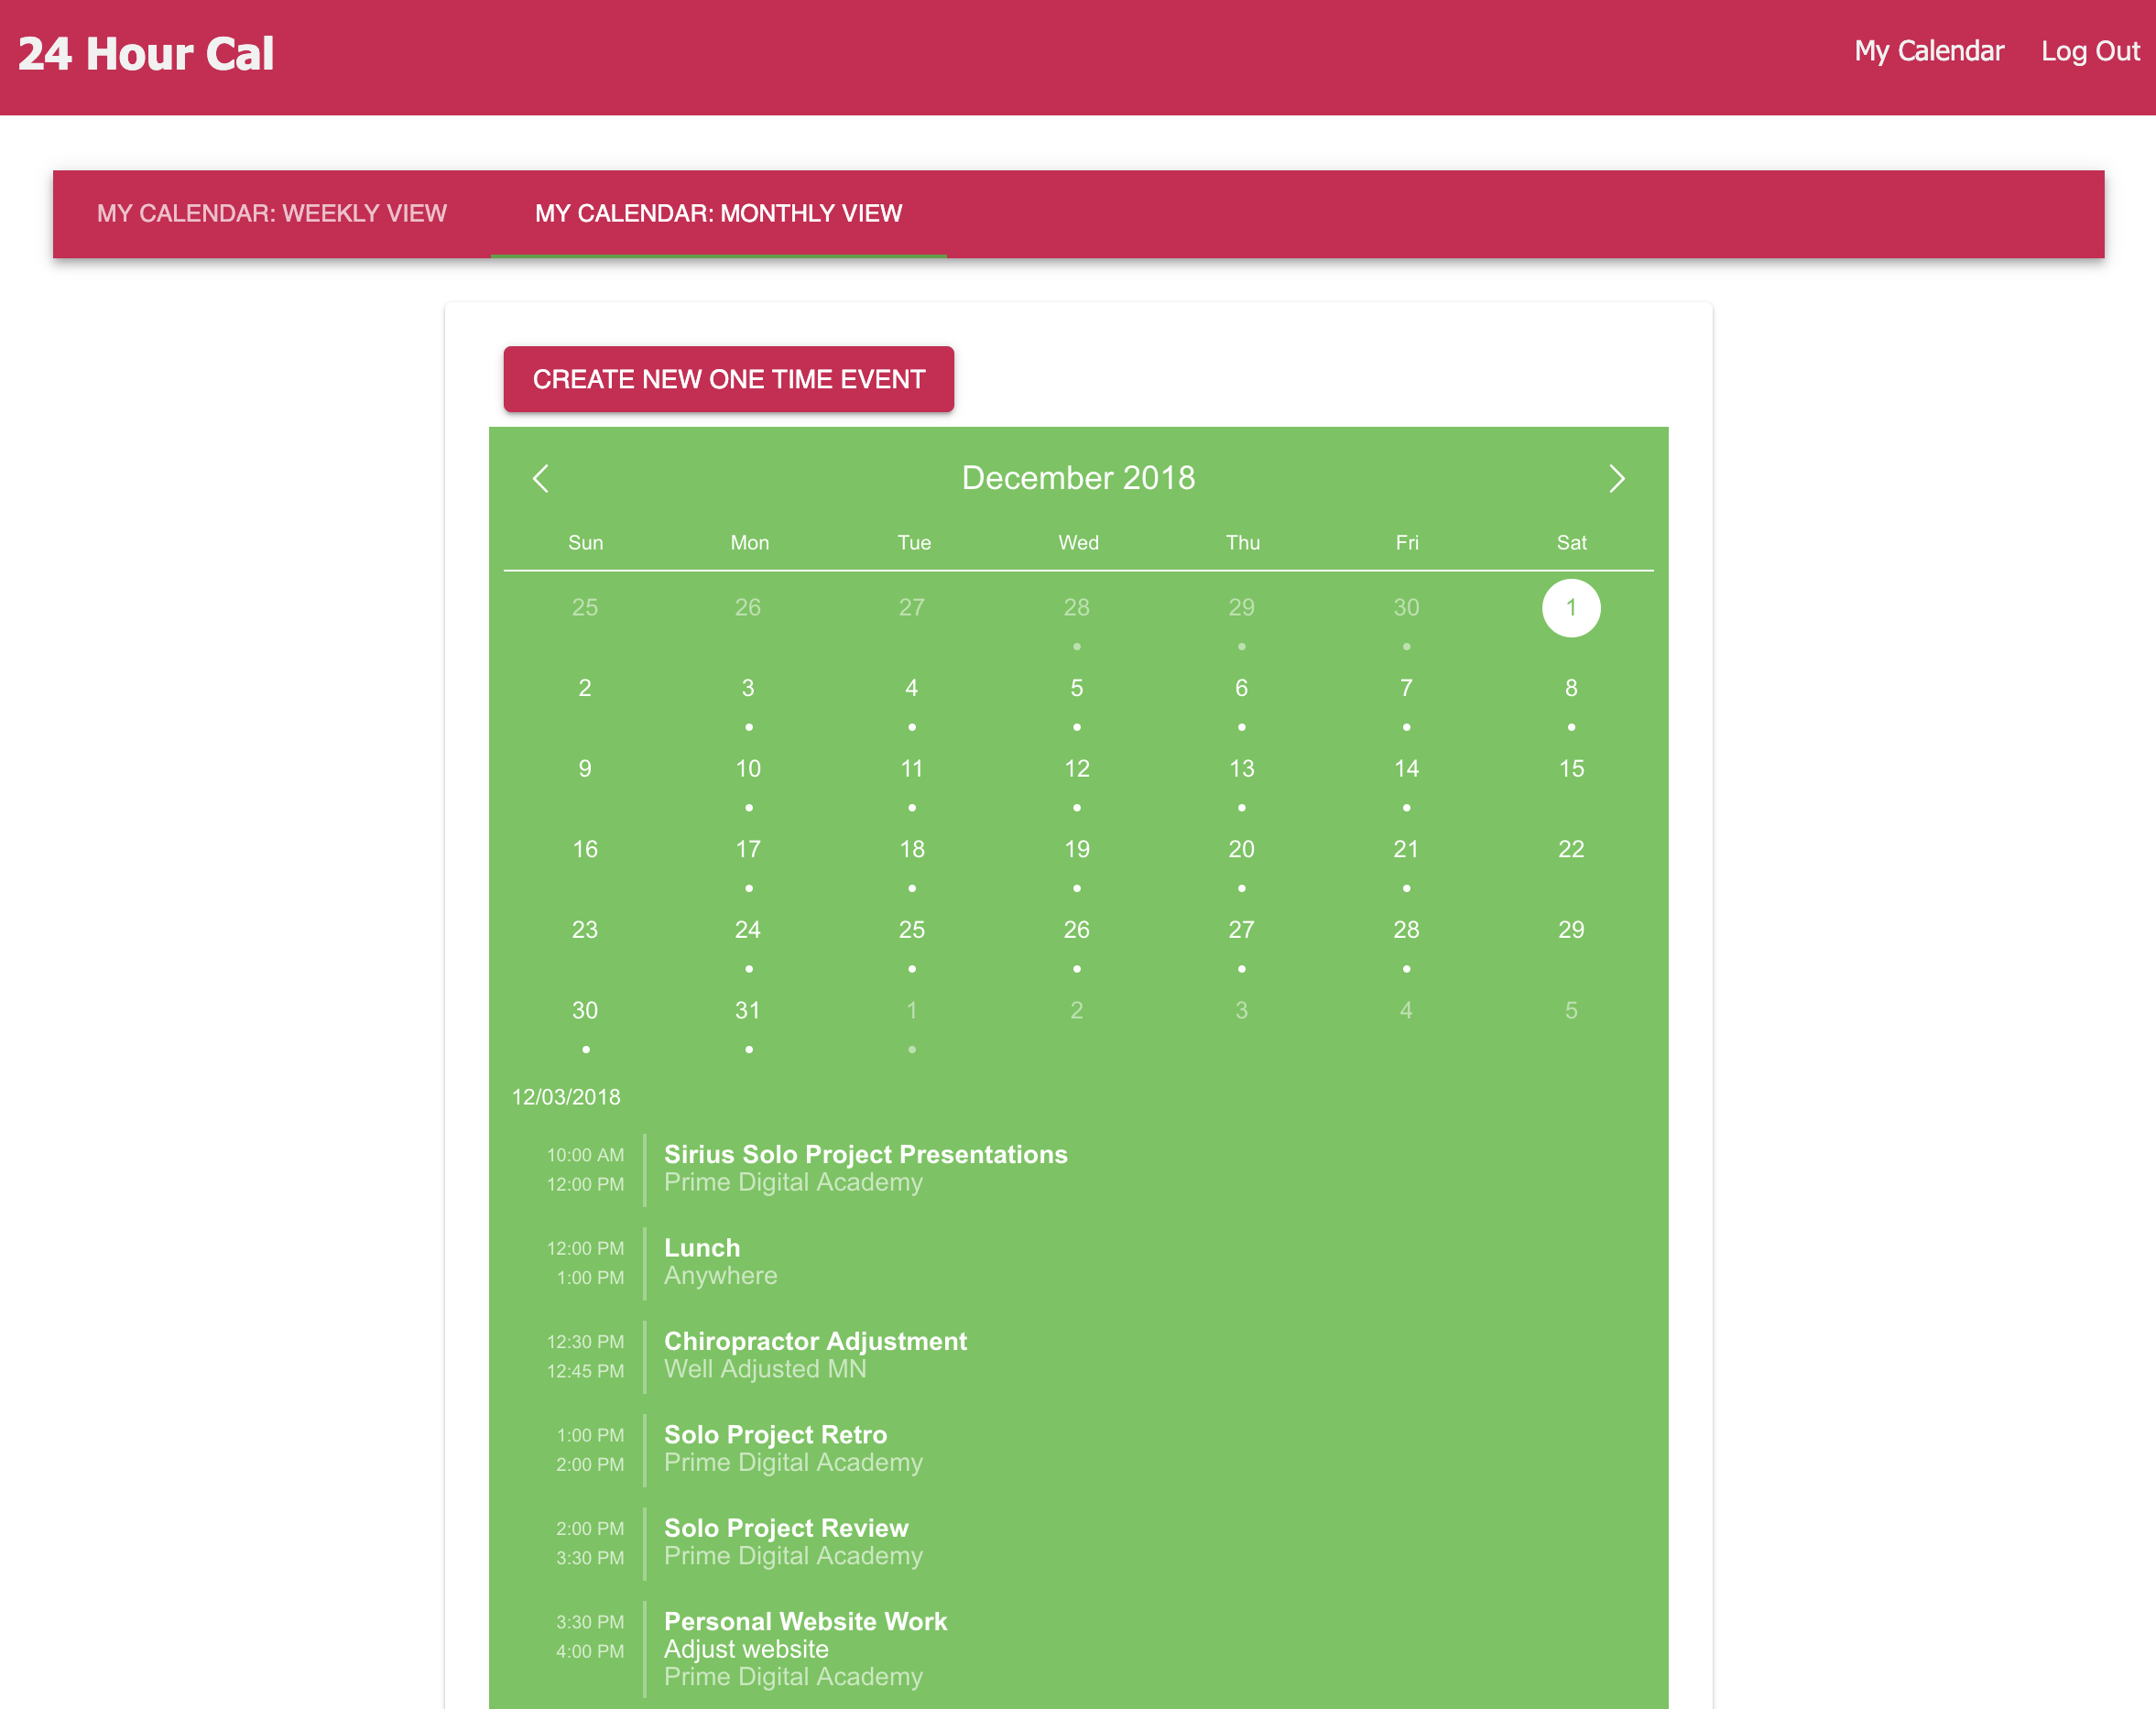 24 Hour Cal
My Calendar Log Out
MY CALENDAR: WEEKLY VIEW MY CALENDAR: MONTHLY VIEW
CREATE NEW ONE TIME EVENT
December 2018
Sun Mon Tue Wed Thu Fri Sat
25 26 27 28 29 30 1
2 3 4 5 6 7 8
9 10 11 12 13 14 15
16 17 18 19 20 21 22
23 24 25 26 27 28 29
30 31 1 2 3 4 5
12/03/2018
10:00 AM Sirius Solo Project Presentations
12:00 PM Prime Digital Academy
12:00 PM Lunch
1:00 PM Anywhere
12:30 PM Chiropractor Adjustment
12:45 PM Well Adjusted MN
1:00 PM Solo Project Retro
2:00 PM Prime Digital Academy
2:00 PM Solo Project Review
3:30 PM Prime Digital Academy
3:30 PM Personal Website Work
4:00 PM Adjust website
Prime Digital Academy